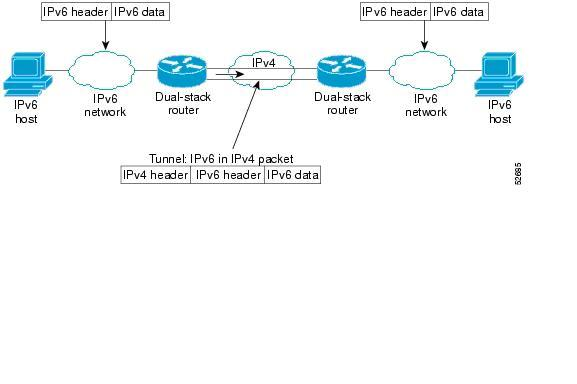 IPv6 header IPv6 data
IPv6 header IPv6 data
IPv4
IPv6
host
IPv6
network
Dual-stack
router
Dual-stack
router
IPv6
network
IPv6
host
Tunnel: IPv6 in IPv4 packet
IPv4 header IPv6 header IPv6 data
52685